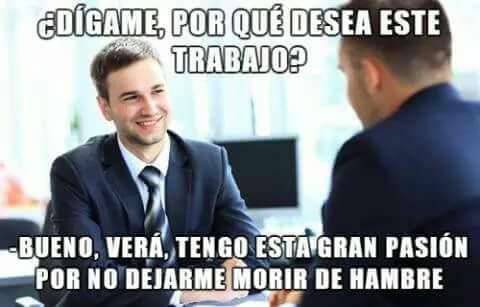 ¿DÍGAME, POR QUÉ DESEA ESTE
TRABAJO?
-BUENO, VERÁ, TENGO ESTA GRAN PASIÓN
POR NO DEJARME MORIR DE HAMBRE